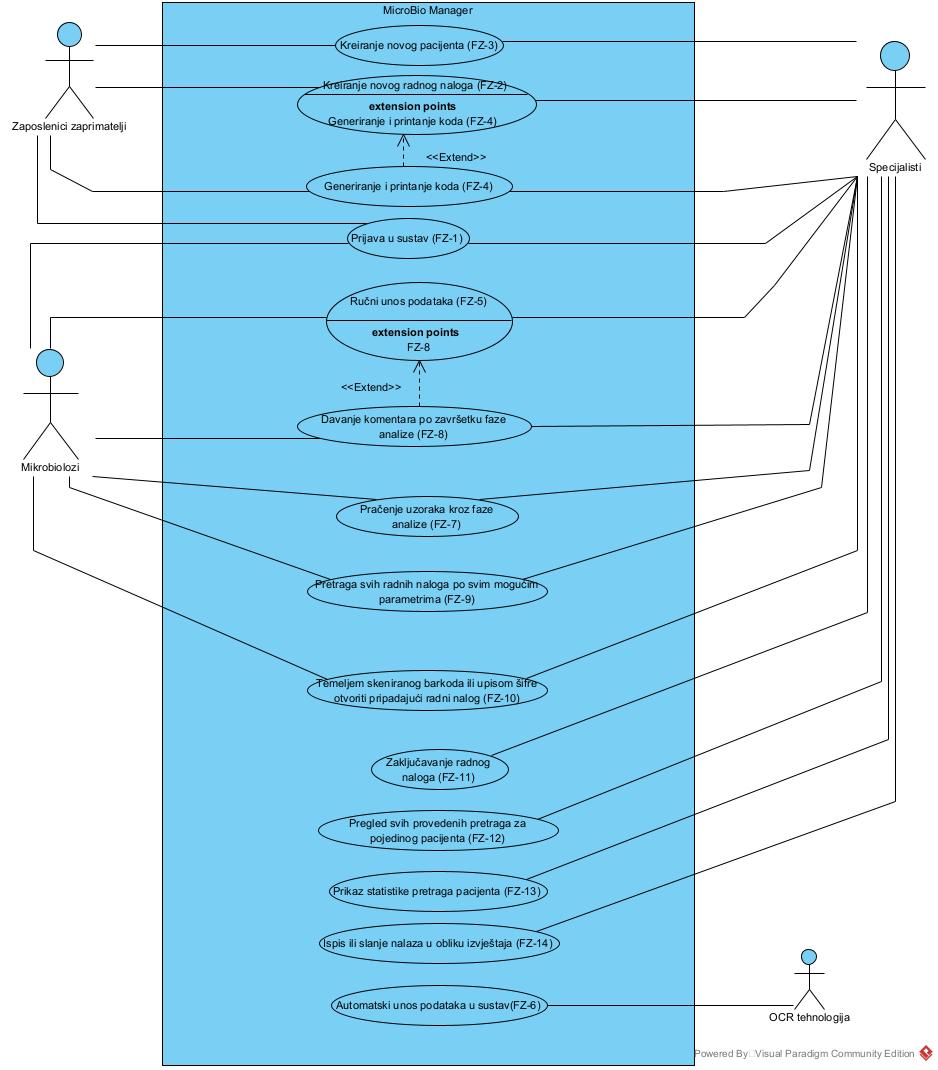 MicroBio Manager
Kreiranje novog pacijenta (FZ-3)
Kreiranje novog radnog naloga (FZ-2)
extension points
Generiranje i printanje koda (FZ-4)
Zaposlenici zaprimatelji
<<Extend>>
Specijalisti
Generiranje i printanje koda (FZ-4)
Prijava u sustav (FZ-1)
Ručni unos podataka (FZ-5)
extension points
FZ-8
<<Extend>>
Davanje komentara po završetku faze
analize (FZ-8)
Mikrobiolozi
Pračenje uzoraka kroz faze
analize (FZ-7)
Pretraga svih radnih naloga po svim mogućim
parametrima (FZ-9)
Temeljem skeniranog barkoda ili upisom šifre
otvoriti pripadajući radni nalog (FZ-10)
Zaključavanje radnog
naloga (FZ-11)
Pregled svih provedenih pretraga za
pojedinog pacijenta (FZ-12)
Prikaz statistike pretraga pacijenta (FZ-13)
Ispis ili slanje nalaza u obliku izvještaja (FZ-14)
Automatski unos podataka u sustav(FZ-6)
OCR tehnologija
Powered By Visual Paradigm Community Edition